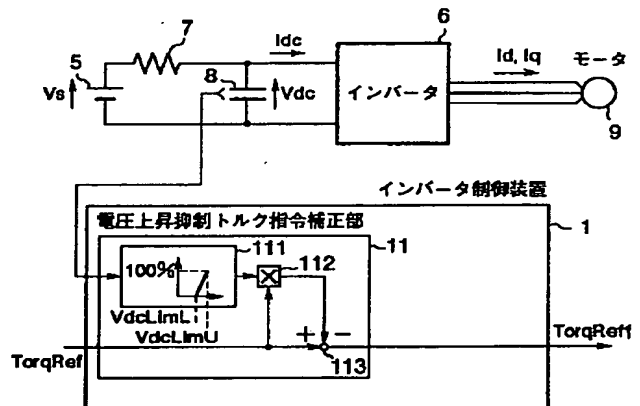 6
7
Idc
Id, Iq
モータ
5
8
Vs
Vdc
インバータ
9
インバータ制御装置
電圧上昇抑制トルク指令補正部
1
111
11
100%
112
VdcLimL
VdcLimU
+ -
TorqRef
113
TorqReff